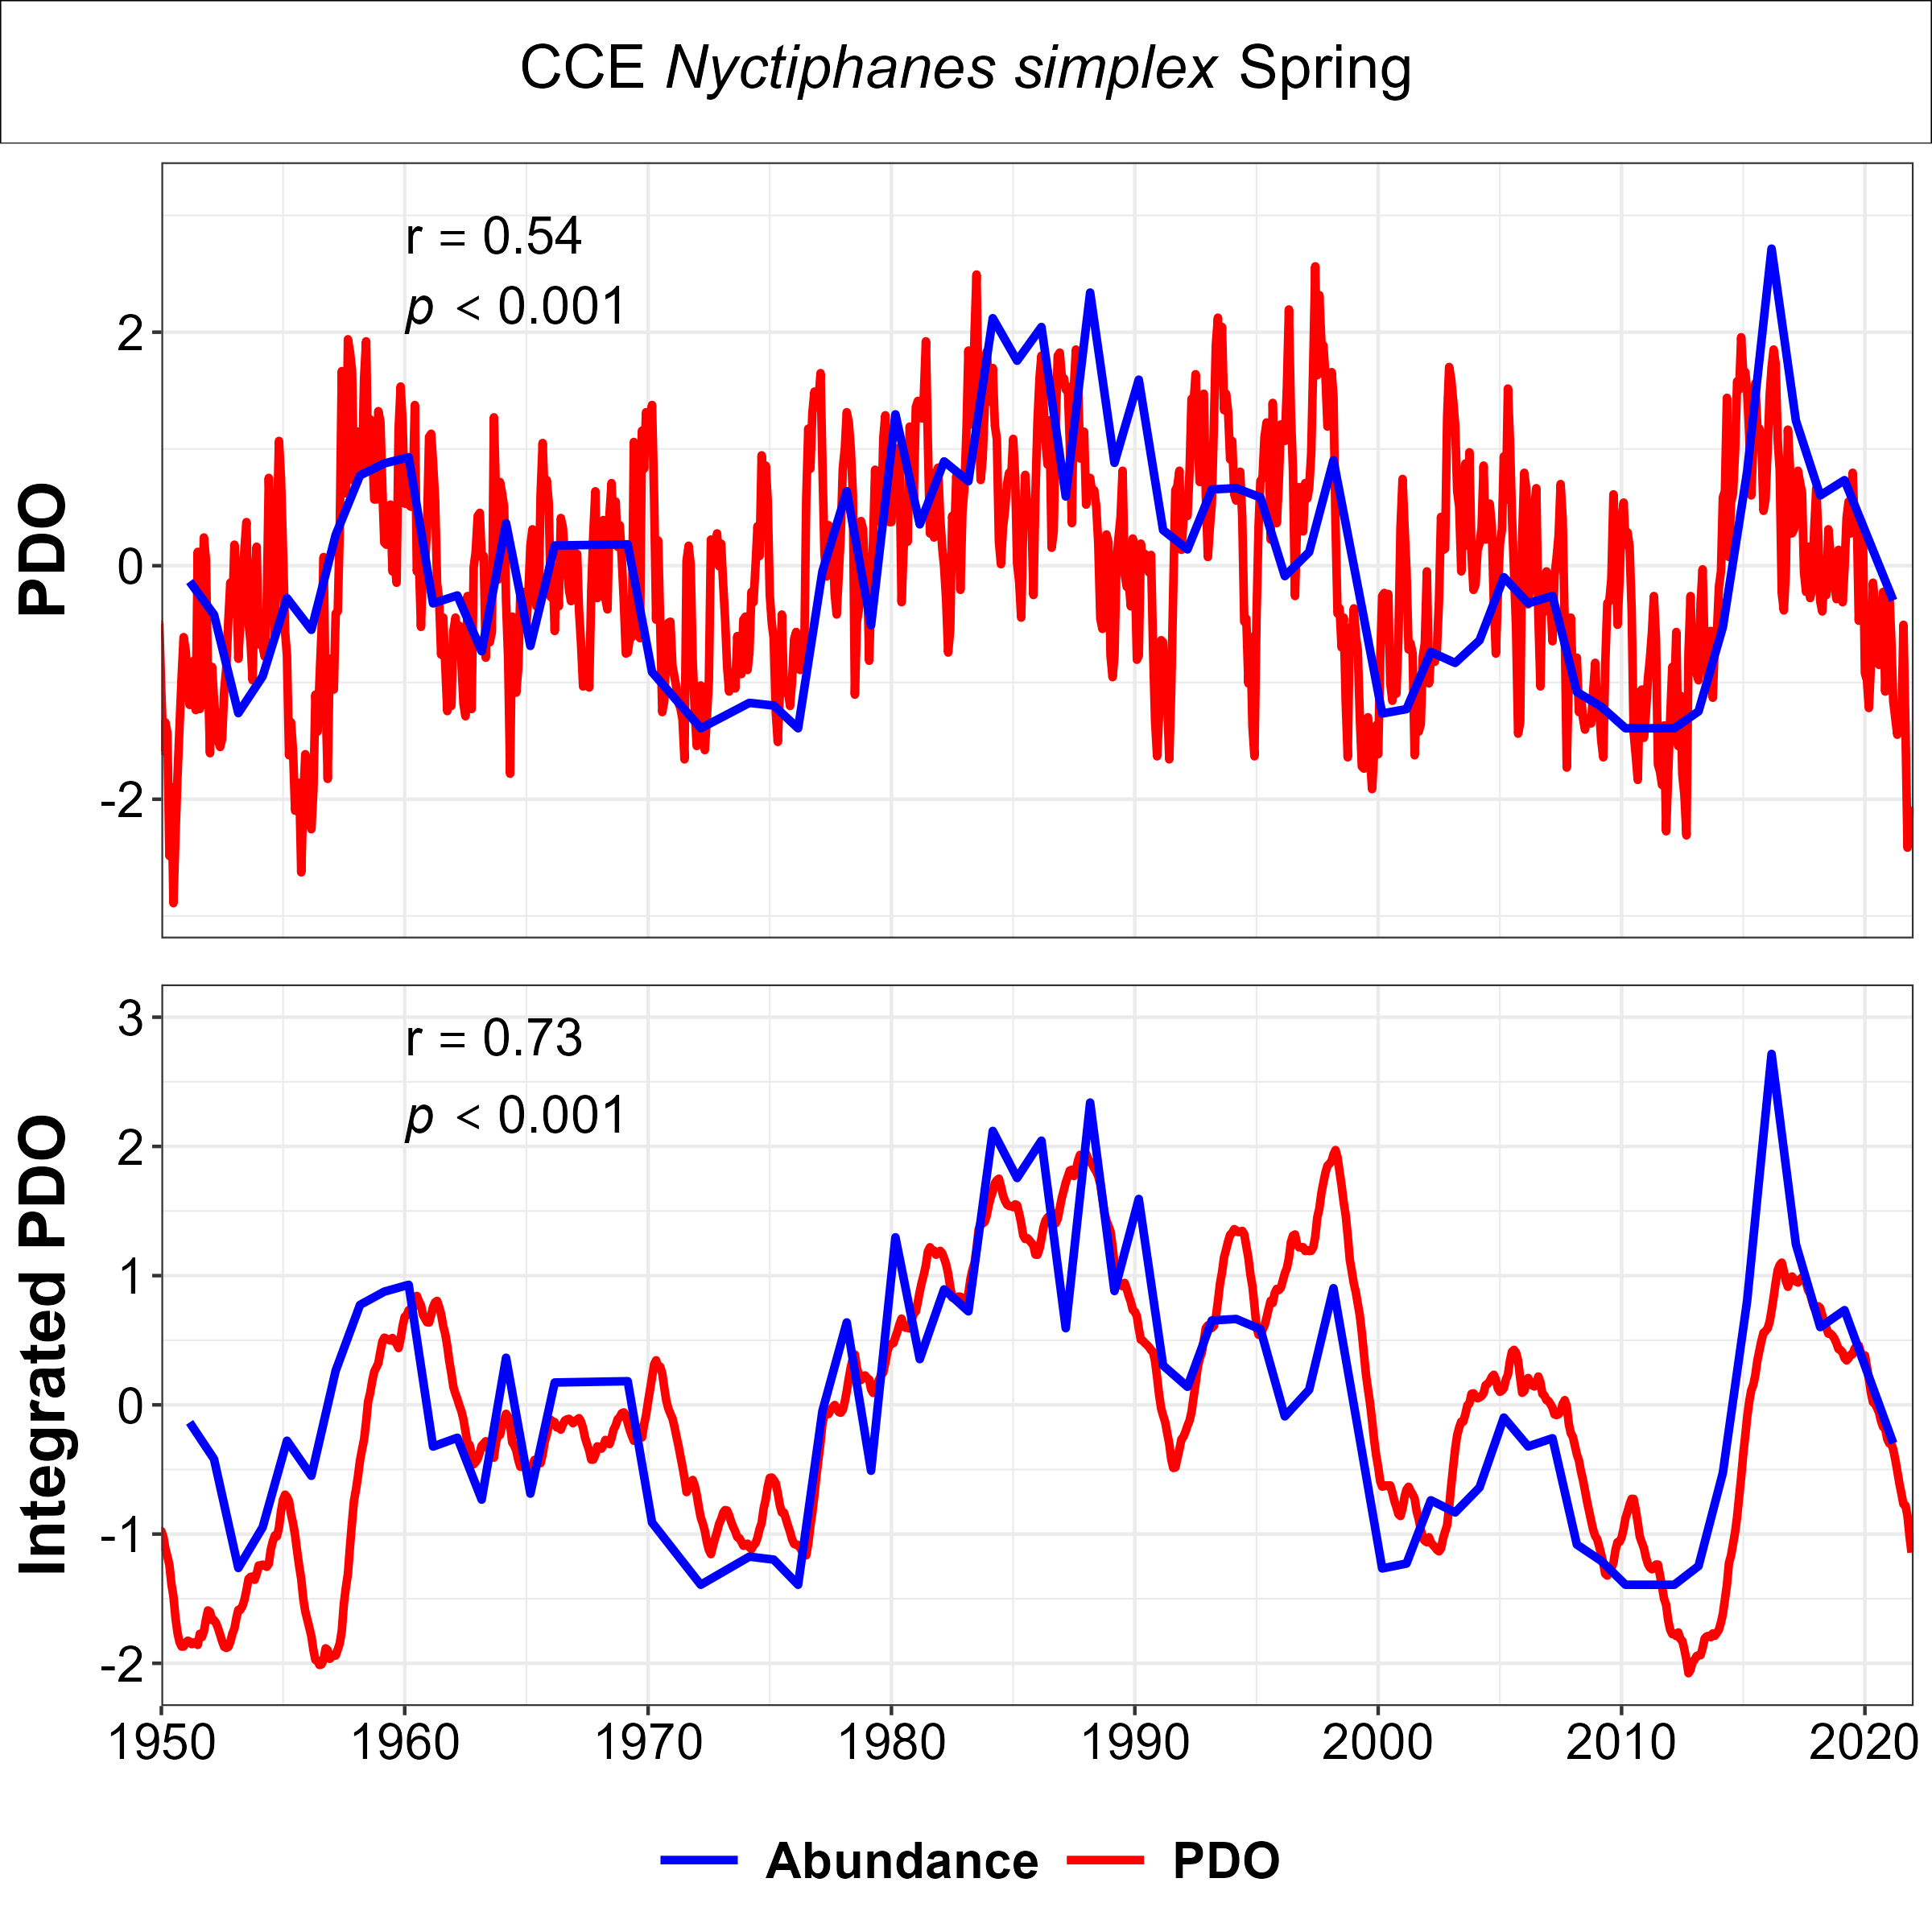 CCE Nyctiphanes simplex Spring
PDO
2
0
-2
r = 0.54
p < 0.001
Integrated PDO
3
2
1
0
-1
-2
r = 0.73
p < 0.001
1950 1960 1970 1980 1990 2000 2010 2020
Abundance PDO